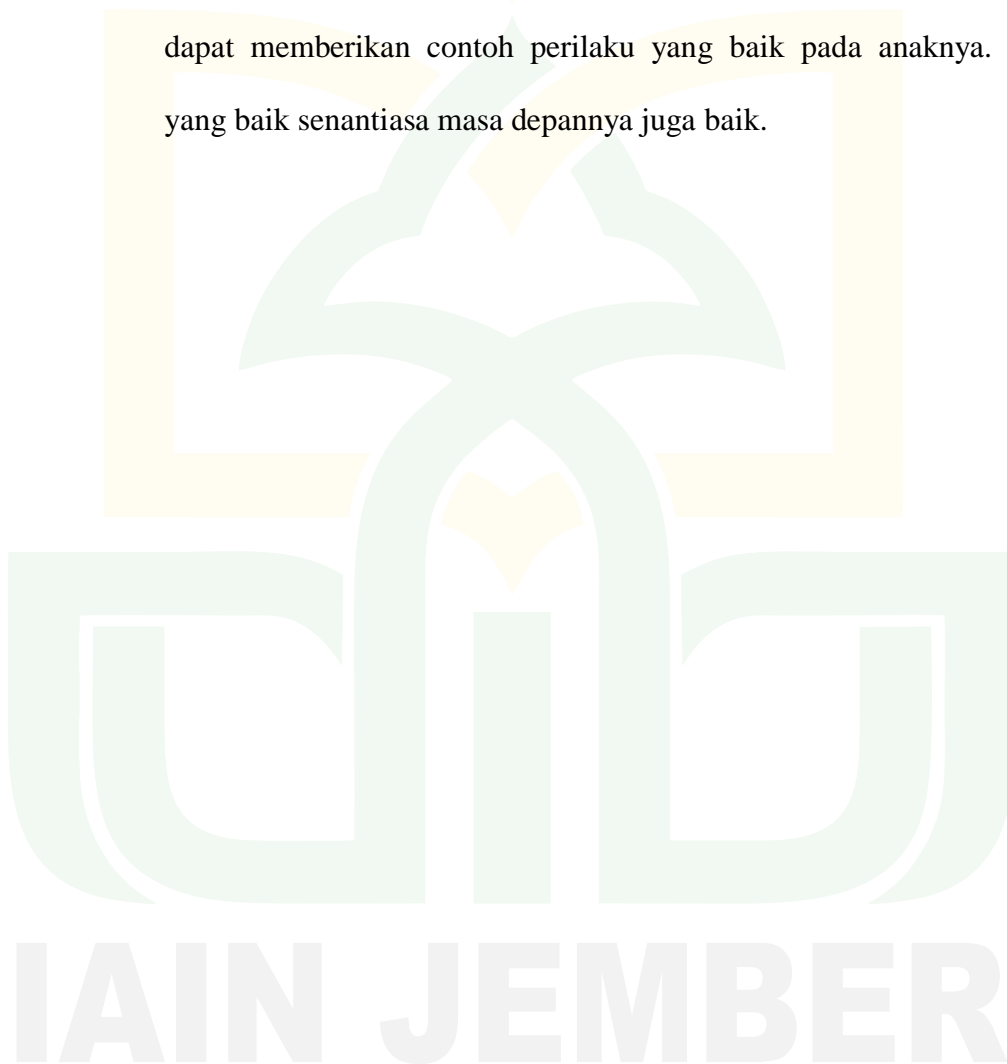 dapat memberikan contoh perilaku yang baik pada anaknya.
yang baik senantiasa masa depannya juga baik.
IAIN JEMBER